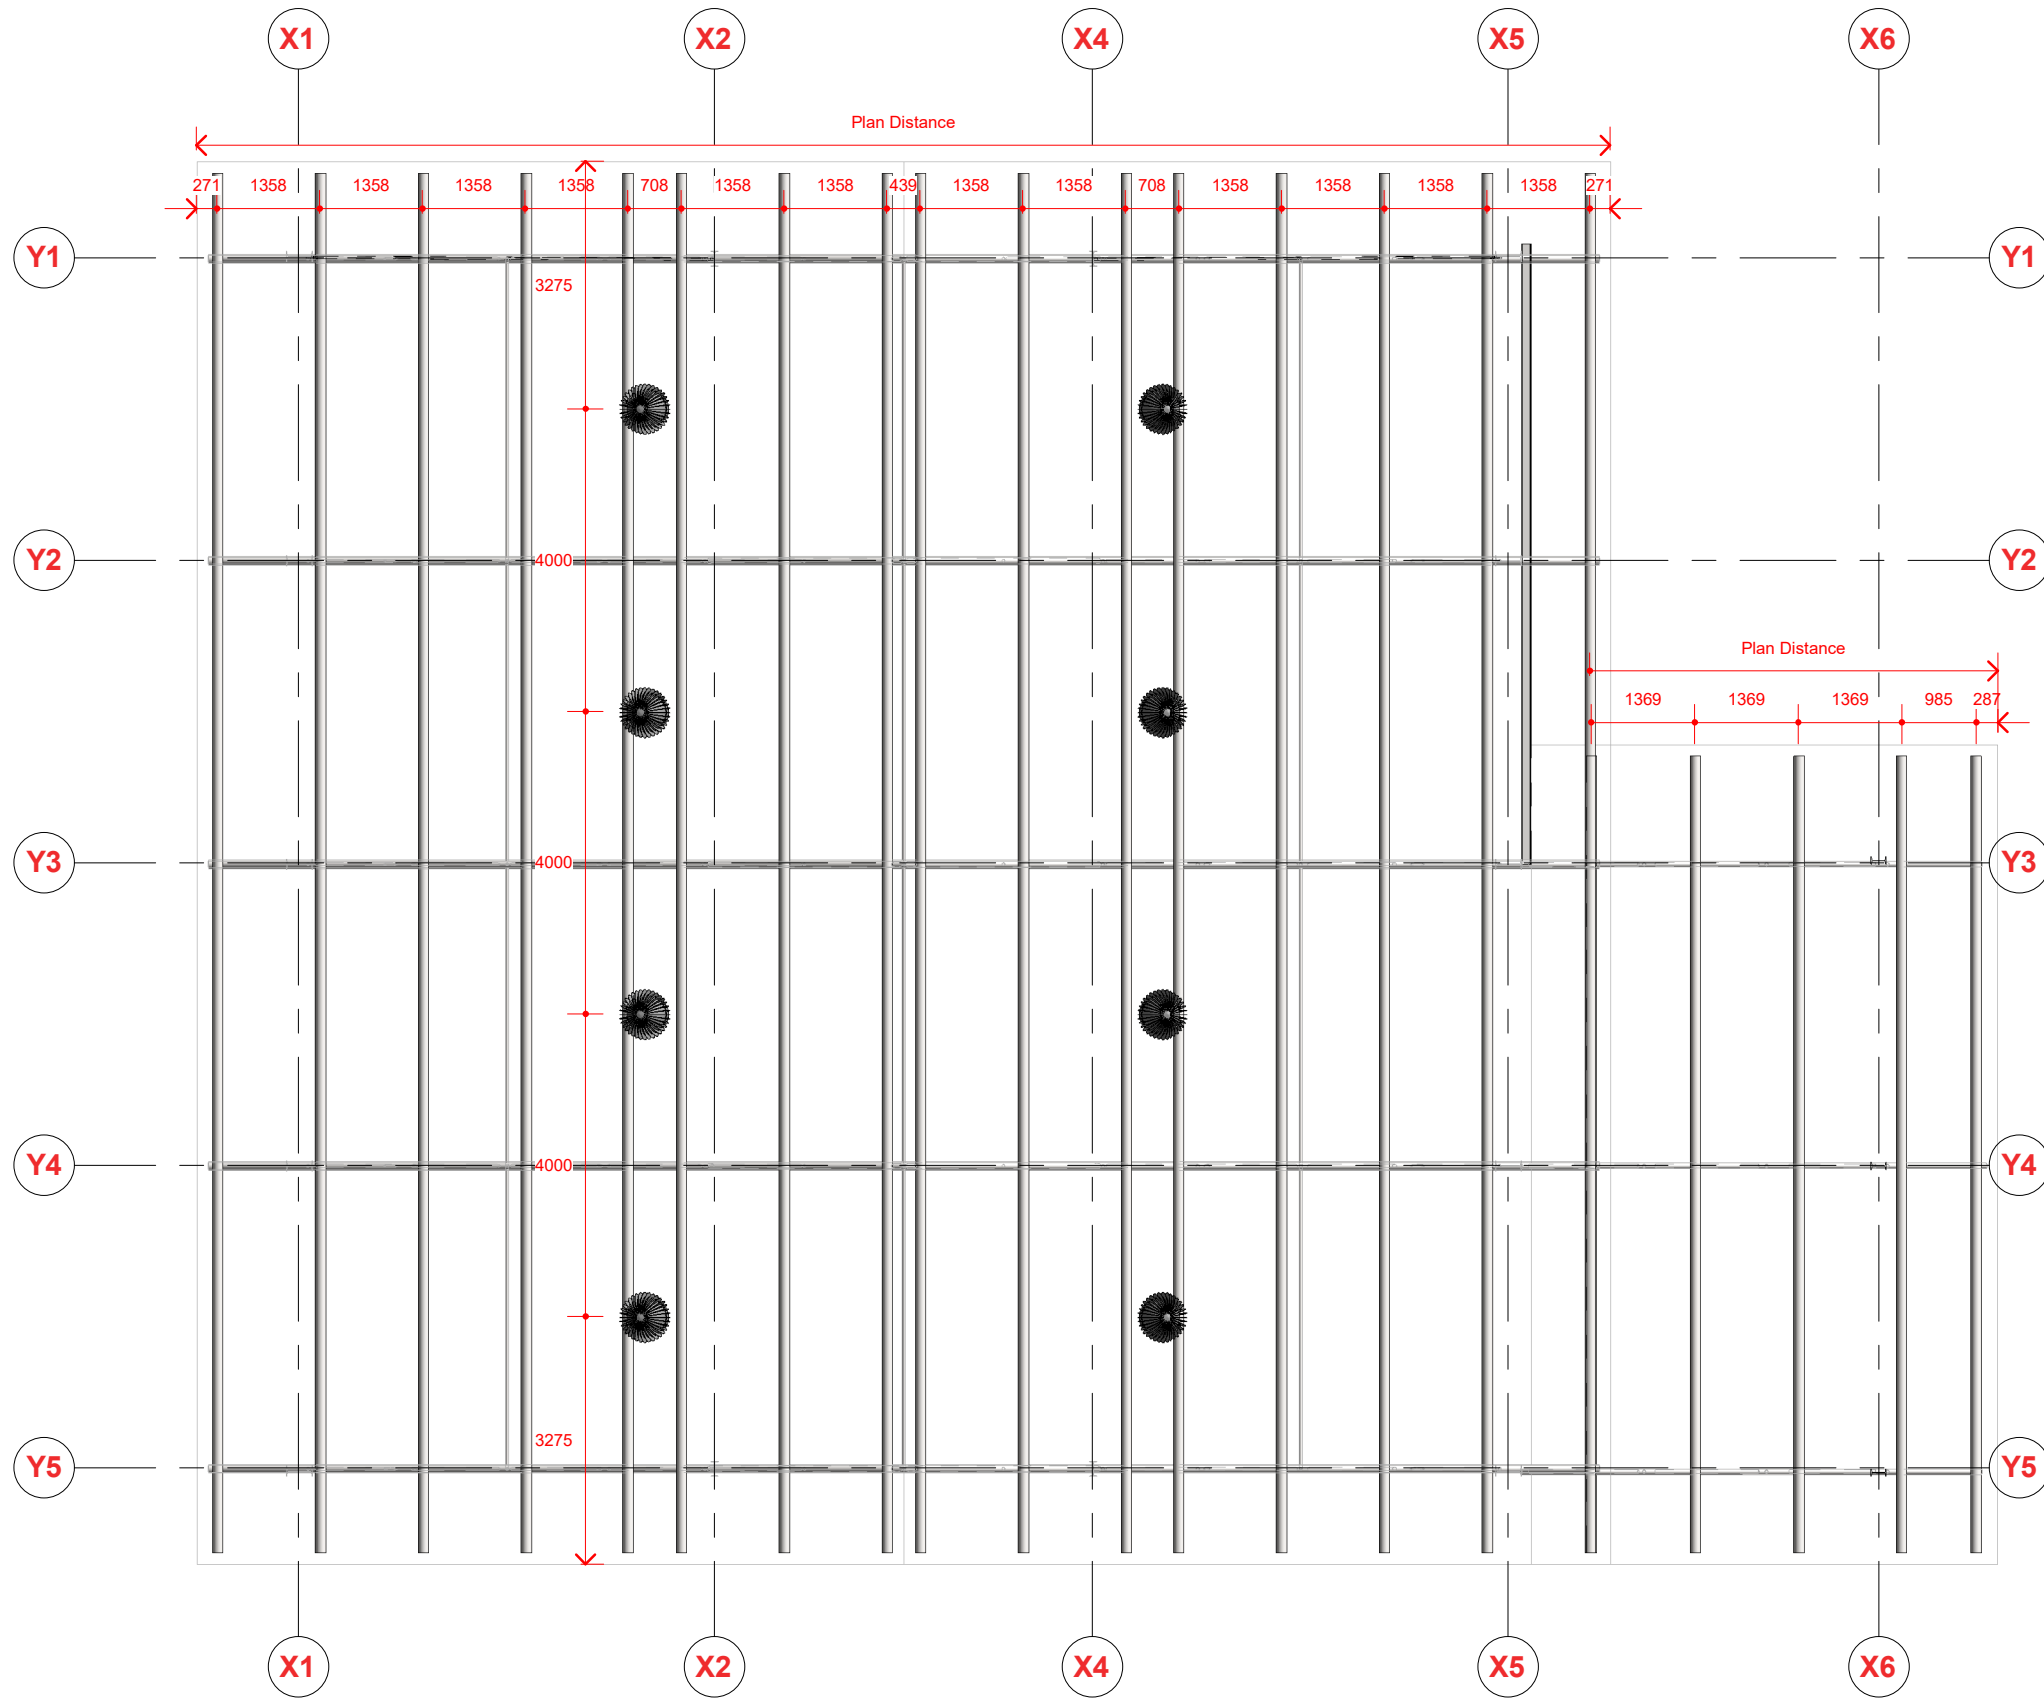 X1 X2 X4 X5 X6
Plan Distance
271 1358 1358 1358 1358 708 1358 1358 439 1358 1358 708 1358 1358 1358 1358 271
Y1 Y1
3275
Y2 4000 Y2
Plan Distance
1369 1369 1369 985 287
Y3 4000 Y3
Y4 4000 Y4
3275
Y5 Y5
X1 X2 X4 X5 X6